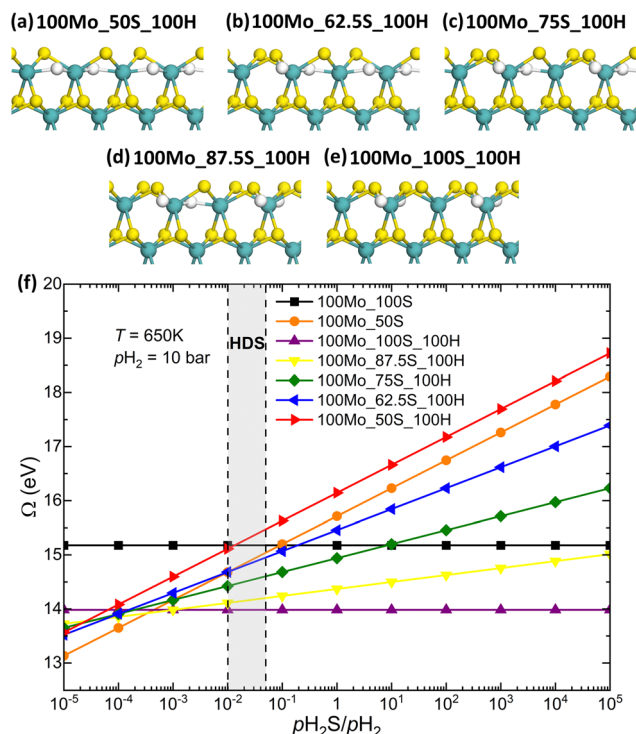 (a) 100Mo_50S_100H
(b) 100Mo_62.5S_100H
(c) 100Mo_75S_100H
(d) 100Mo_87.5S_100H
(e) 100Mo_100S_100H
(f)
20
19
18
17
16
15
14
13
Ω (eV)
T = 650K
pH₂ = 10 bar
HDS
100Mo_100S
100Mo_50S
100Mo_100S_100H
100Mo_87.5S_100H
100Mo_75S_100H
100Mo_62.5S_100H
100Mo_50S_100H
10⁻⁵ 10⁻⁴ 10⁻³ 10⁻² 10⁻¹ 1 10¹ 10² 10³ 10⁴ 10⁵
pH₂S/pH₂